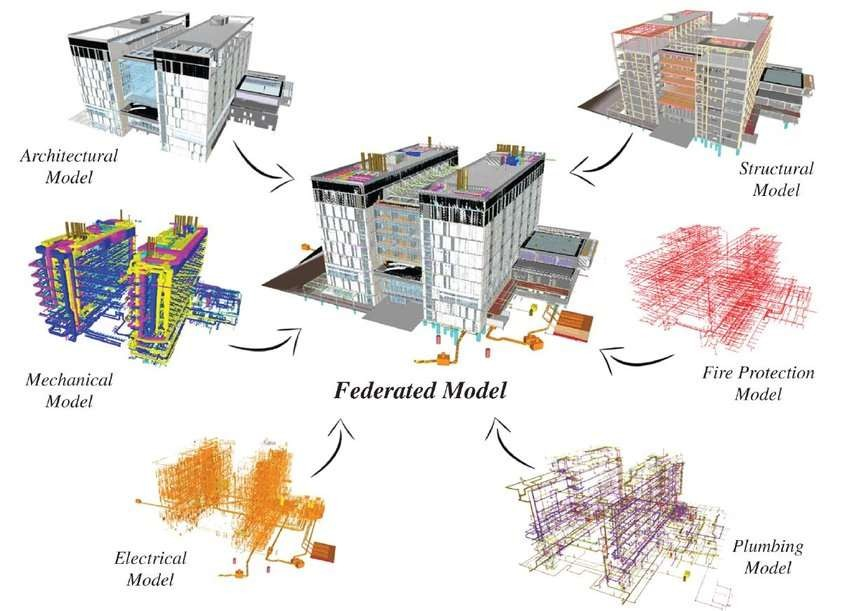 Architectural
Model
Structural
Model
Mechanical
Model
Federated Model
Fire Protection
Model
Electrical
Model
Plumbing
Model